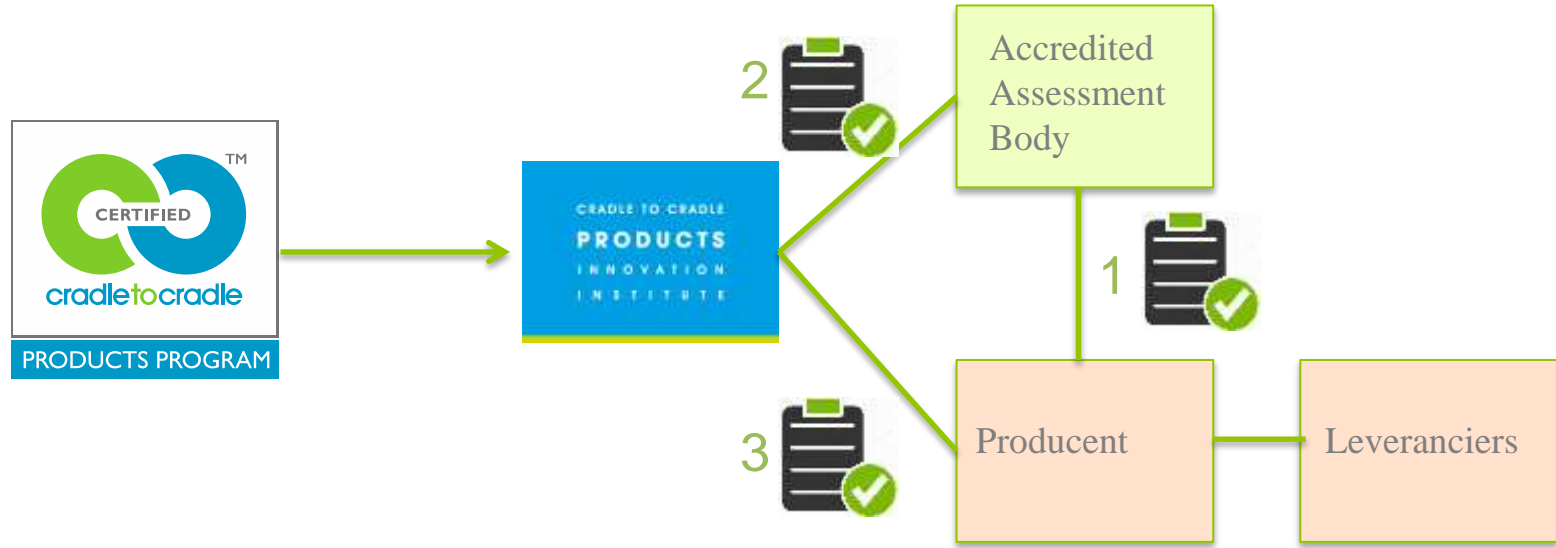 CERTIFIED
TM
cradletocradle
PRODUCTS PROGRAM
CRADLE TO CRADLE
PRODUCTS
INNOVATION
INSTITUTE
2
Accredited
Assessment
Body
1
3
Producent
Leveranciers